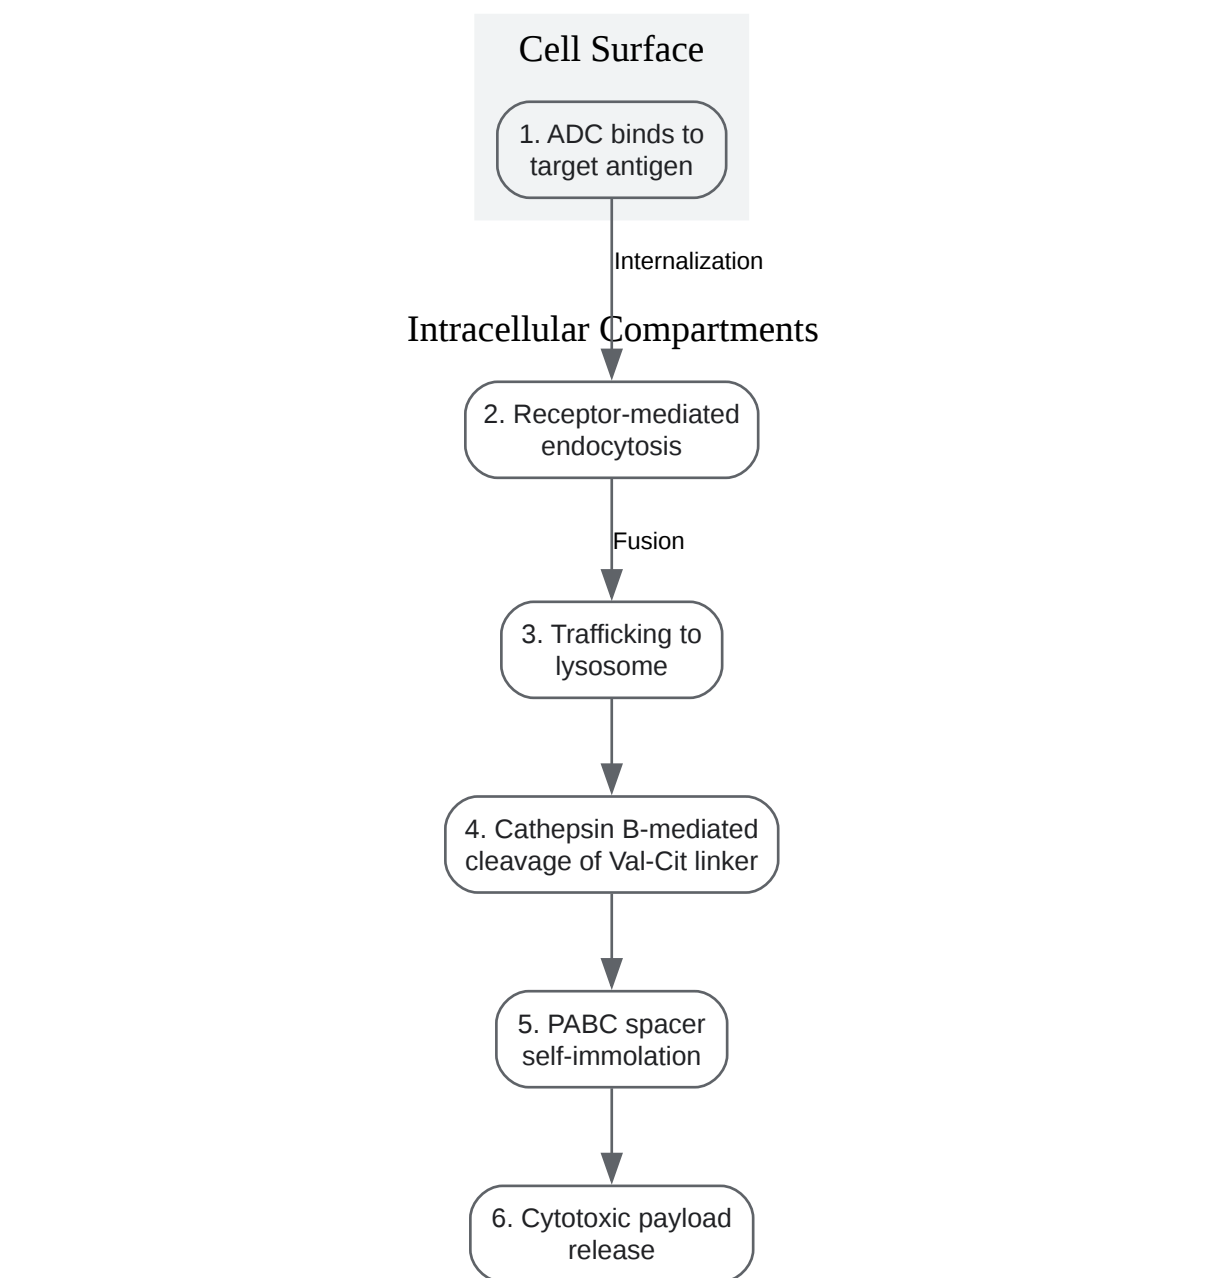 Cell Surface
1. ADC binds to
target antigen
Internalization
Intracellular Compartments
2. Receptor-mediated
endocytosis
Fusion
3. Trafficking to
lysosome
4. Cathepsin B-mediated
cleavage of Val-Cit linker
5. PABC spacer
self-immolation
6. Cytotoxic payload
release